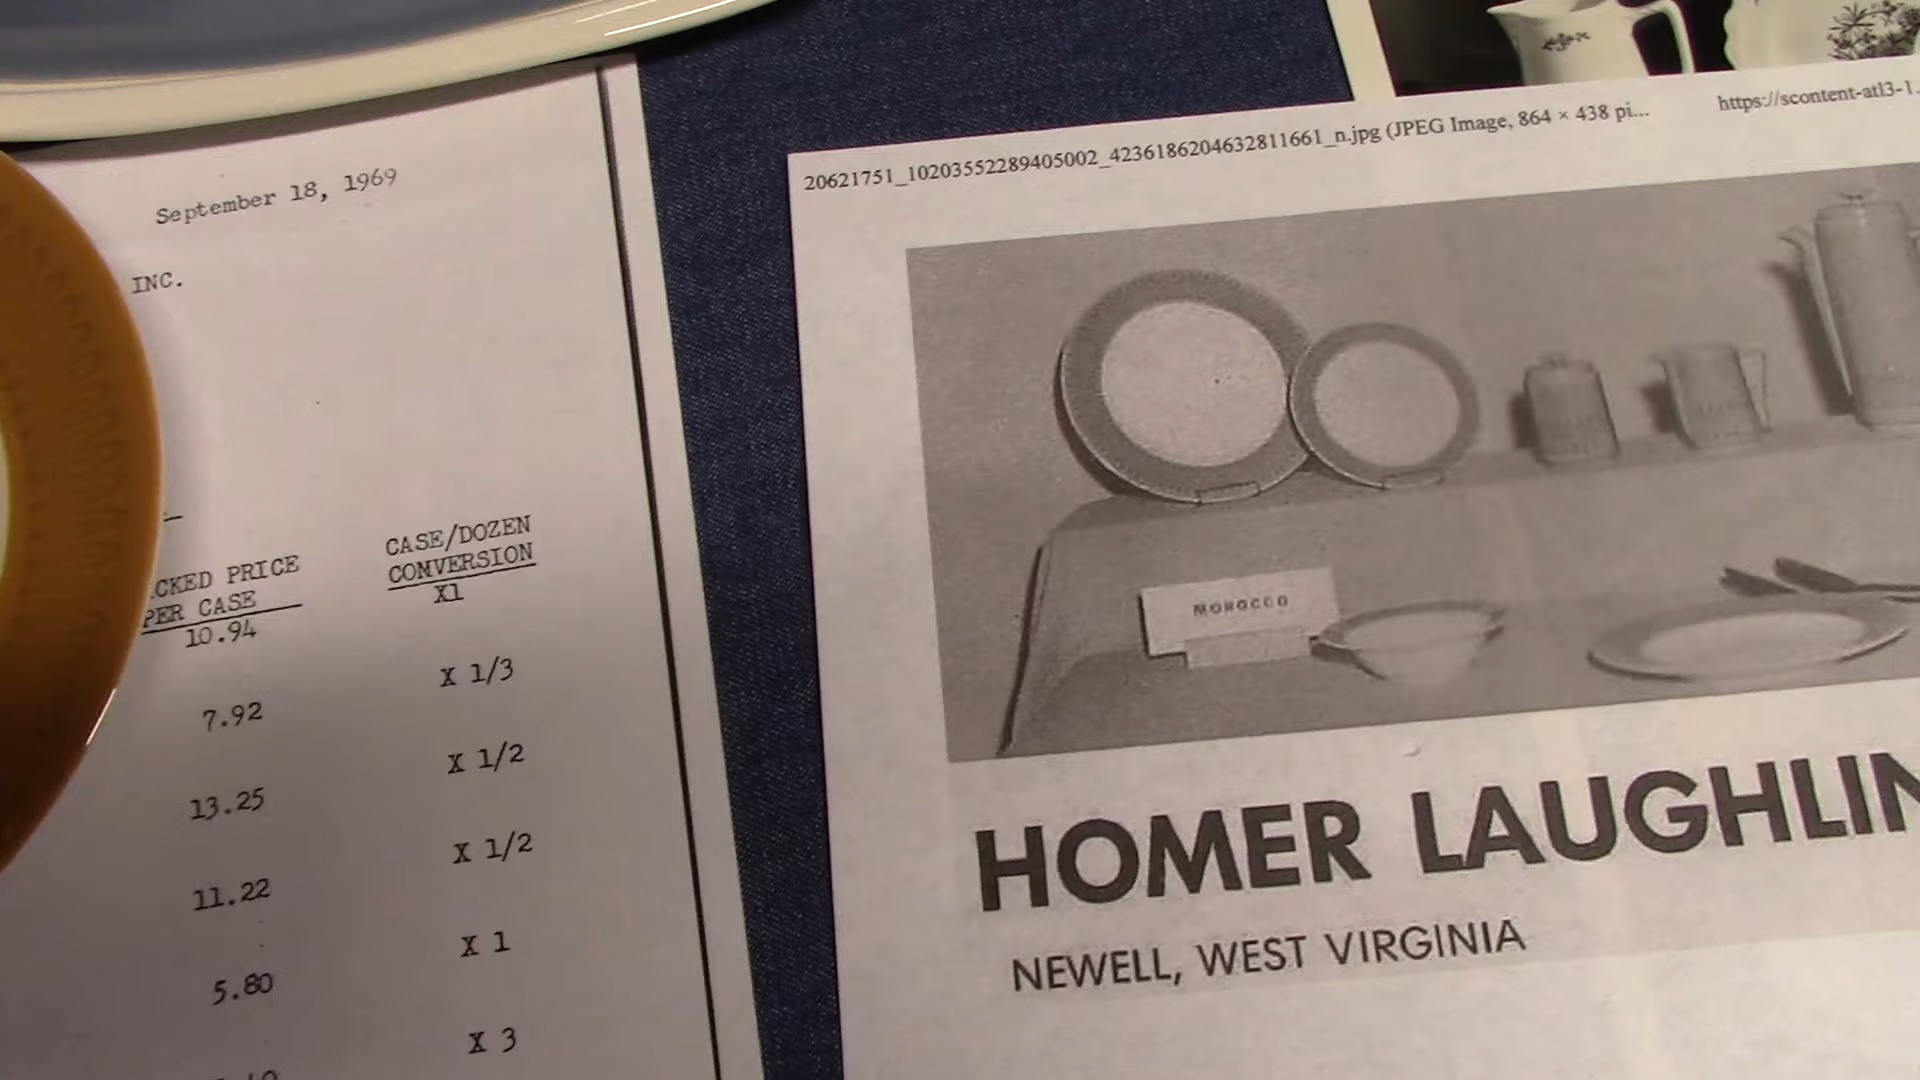 September 18, 1969
INC.
CKED PRICE
PER CASE
CASE/DOZEN
COMVERSION
X1
10.94
X 1/3
7.92
X 1/2
13.25
X 1/2
11.22
X 1
5.80
X 3
20621751_10203552289405002_4236186204632811661_n.jpg (JPEG Image, 864 × 438 pi...
https://scontent-atl3-1.
MOROCCO
HOMER LAUGHLIN
NEWELL, WEST VIRGINIA